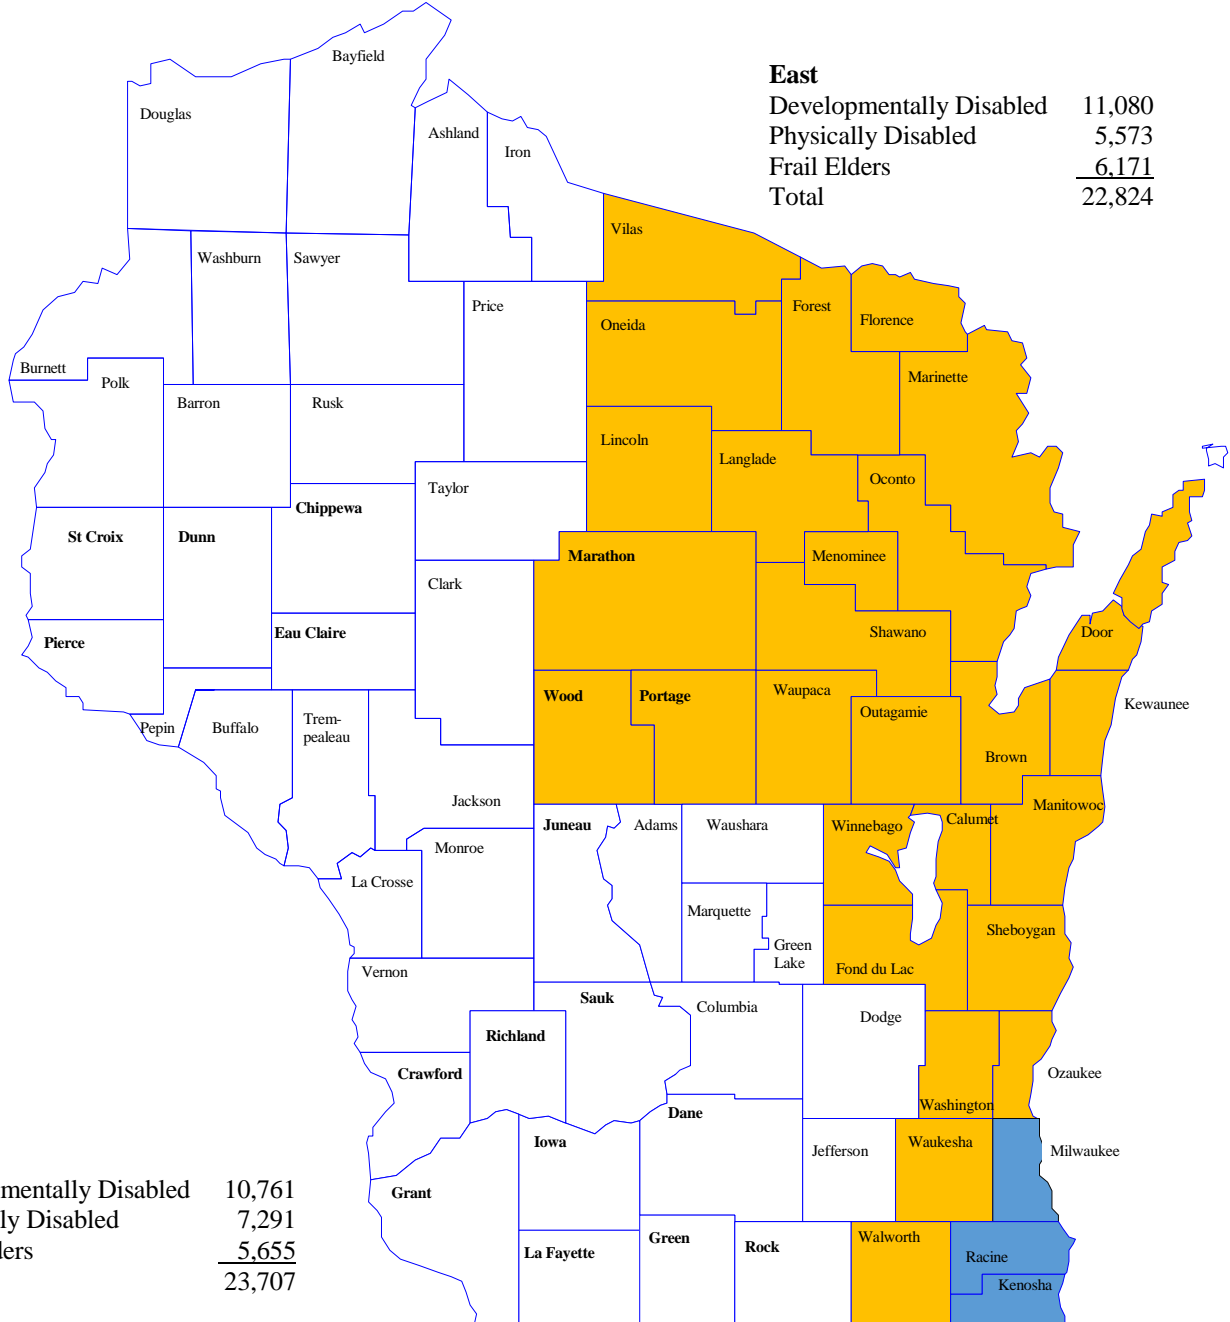 Bayfield
East
Developmentally Disabled 11,080
Physically Disabled 5,573
Frail Elders 6,171
Total 22,824
Douglas
Ashland
Iron
Vilas
Washburn
Sawyer
Price
Forest
Florence
Oneida
Burnett
Polk
Marinette
Barron
Rusk
Lincoln
Langlade
Oconto
Taylor
Chippewa
St Croix
Dunn
Marathon
Menominee
Clark
Eau Claire
Shawano
Door
Pierce
Wood
Portage
Waupaca
Outagamie
Kewaunee
Pepin
Buffalo
Trem-
pealeau
Brown
Jackson
Manitowoc
Juneau
Adams
Waushara
Winnebago
Calumet
Monroe
La Crosse
Marquette
Green
Lake
Sheboygan
Fond du Lac
Vernon
Sauk
Columbia
Dodge
Richland
Crawford
Ozaukee
Washington
Dane
Iowa
Jefferson
Waukesha
Milwaukee
mentally Disabled 10,761
Grant
ly Disabled 7,291
ders 5,655
23,707
La Fayette
Green
Rock
Walworth
Racine
Kenosha